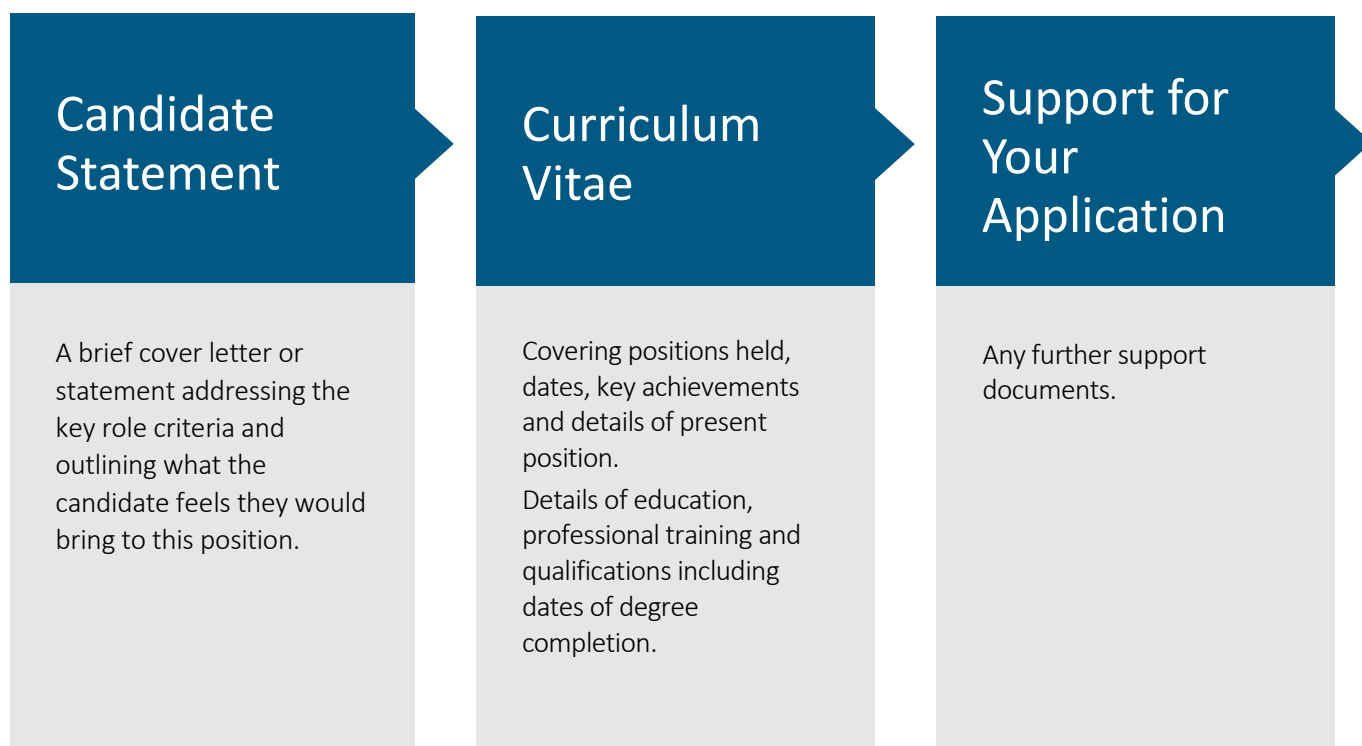 Candidate
Statement
A brief cover letter or
statement addressing the
key role criteria and
outlining what the
candidate feels they would
bring to this position.
Curriculum
Vitae
Covering positions held,
dates, key achievements
and details of present
position.
Details of education,
professional training and
qualifications including
dates of degree
completion.
Support for
Your
Application
Any further support
documents.